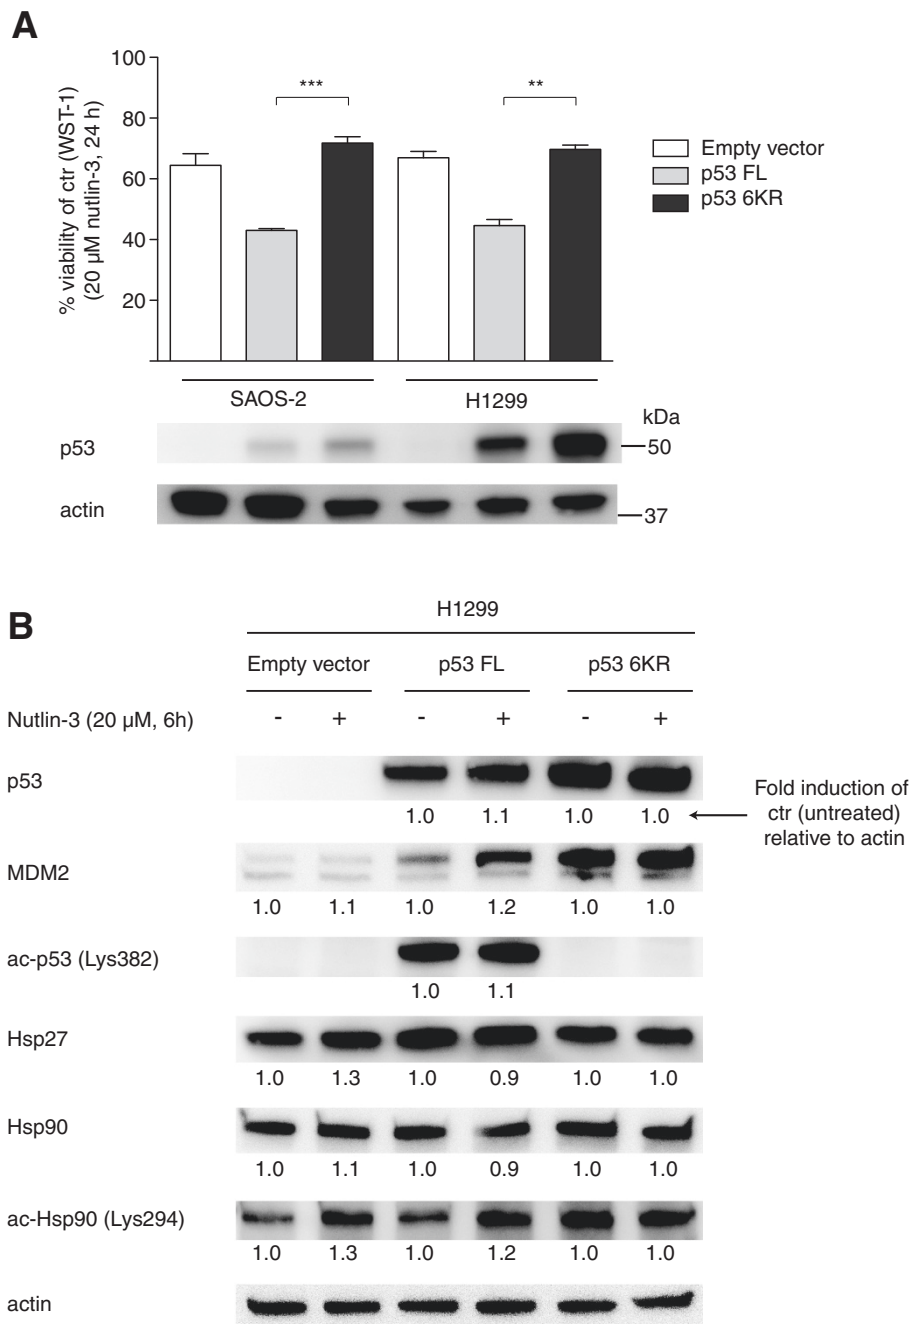 A
% viability of ctr (WST-1)
(20 µM nutlin-3, 24 h)
100
80
60
40
20
***
**
Empty vector
p53 FL
p53 6KR
SAOS-2
H1299
kDa
p53
50
actin
37
B
H1299
Empty vector
p53 FL
p53 6KR
Nutlin-3 (20 µM, 6h)
- + - + - +
p53
1.0 1.1 1.0 1.0
Fold induction of
ctr (untreated)
relative to actin
MDM2
1.0 1.1 1.0 1.2 1.0 1.0
ac-p53 (Lys382)
1.0 1.1
Hsp27
1.0 1.3 1.0 0.9 1.0 1.0
Hsp90
1.0 1.1 1.0 0.9 1.0 1.0
ac-Hsp90 (Lys294)
1.0 1.3 1.0 1.2 1.0 1.0
actin